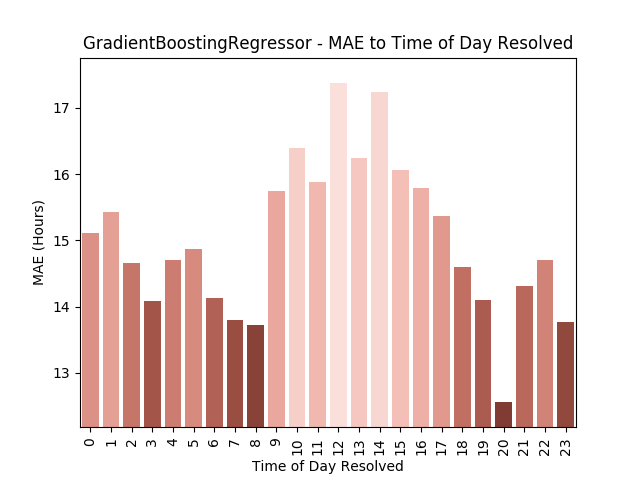 GradientBoostingRegressor - MAE to Time of Day Resolved
17
16
15
14
13
MAE (Hours)
0 1 2 3 4 5 6 7 8 9 10 11 12 13 14 15 16 17 18 19 20 21 22 23
Time of Day Resolved